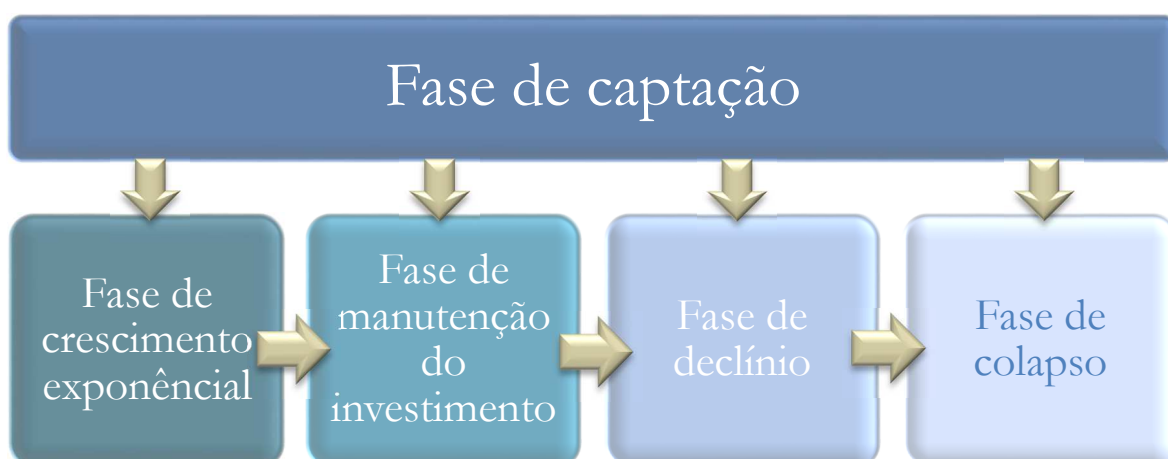 Fase de captação
Fase de
crescimento
exponêncial
Fase de
manutenção
do
investimento
Fase de
declínio
Fase de
colapso